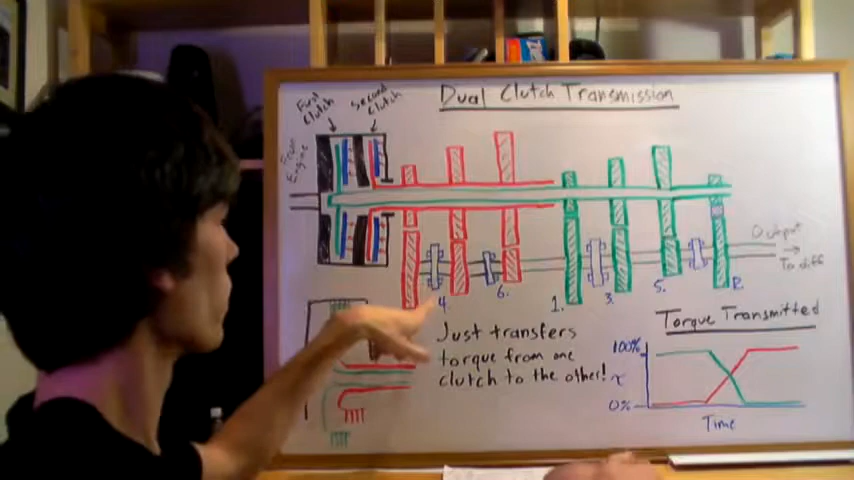 Dual Clutch Transmission
First
Clutch
Second
Clutch
From
Engine
Output
To diff
4.
6.
1.
3.
5.
R.
Just transfers
torque from one
clutch to the other!
Torque Transmitted
100%
τ
0%
Time